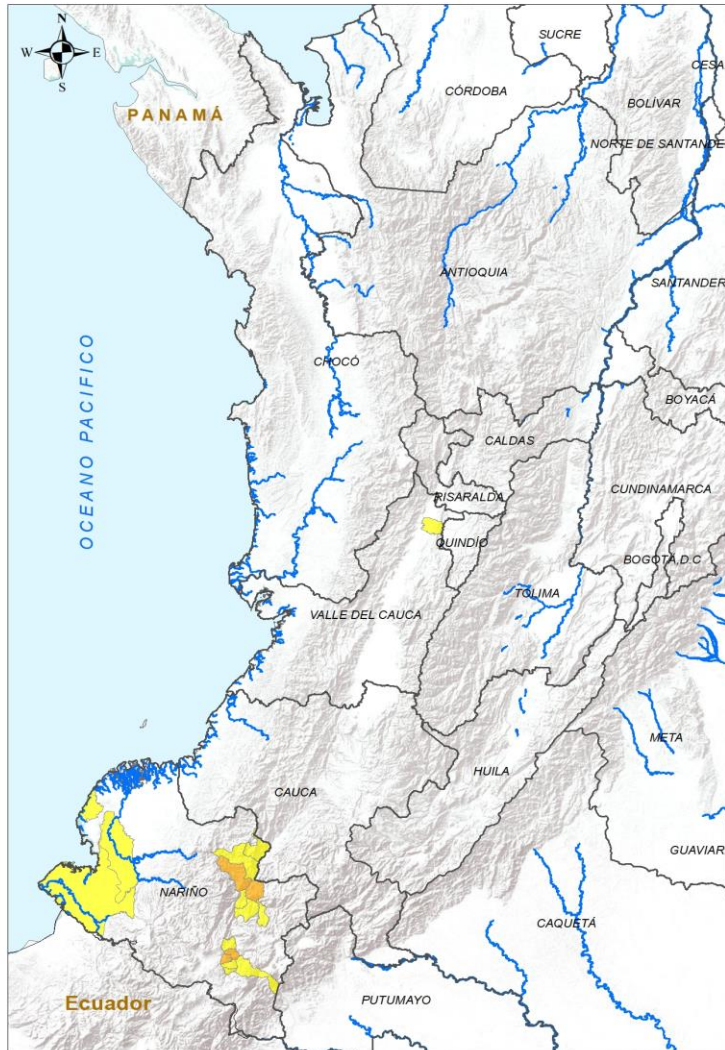 N
W E
S
SUCRE
CESA
CÓRDOBA
BOLÍVAR
PANAMÁ
NORTE DE SANTANDE
ANTIOQUIA
SANTANDER
OCEANO PACIFICO
CHOCÓ
BOYACÁ
CALDAS
CUNDINAMARCA
RISARALDA
QUINDÍO
BOGOTÁ,D.C
TOLIMA
VALLE DEL CAUCA
META
HUILA
CAUCA
GUAVIAR
NARIÑO
CAQUETÁ
Ecuador
PUTUMAYO